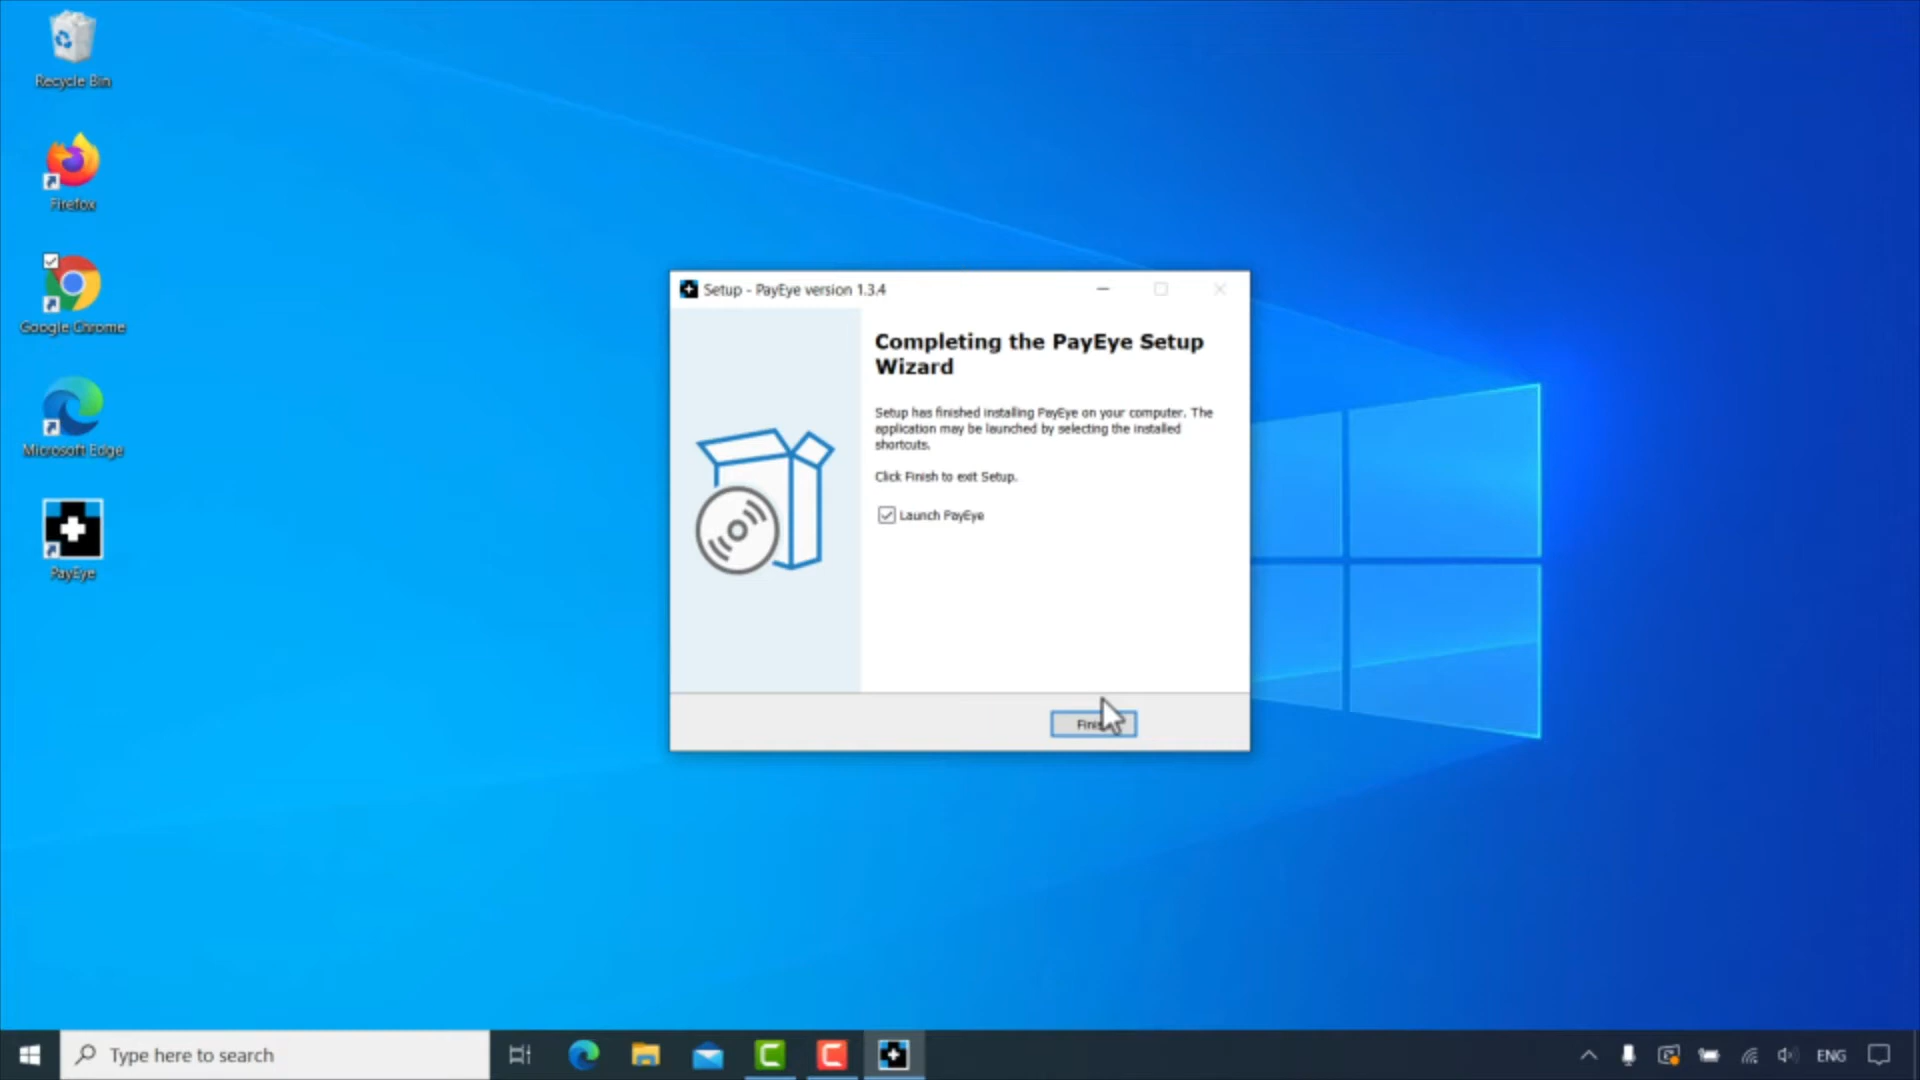 Recycle Bin
Firefox
Google Chrome
Microsoft Edge
PayEye
Setup - PayEye version 1.3.4
Completing the PayEye Setup
Wizard
Setup has finished installing PayEye on your computer. The
application may be launched by selecting the installed
shortcuts.
Click Finish to exit Setup.
Launch PayEye
Type here to search
ENG